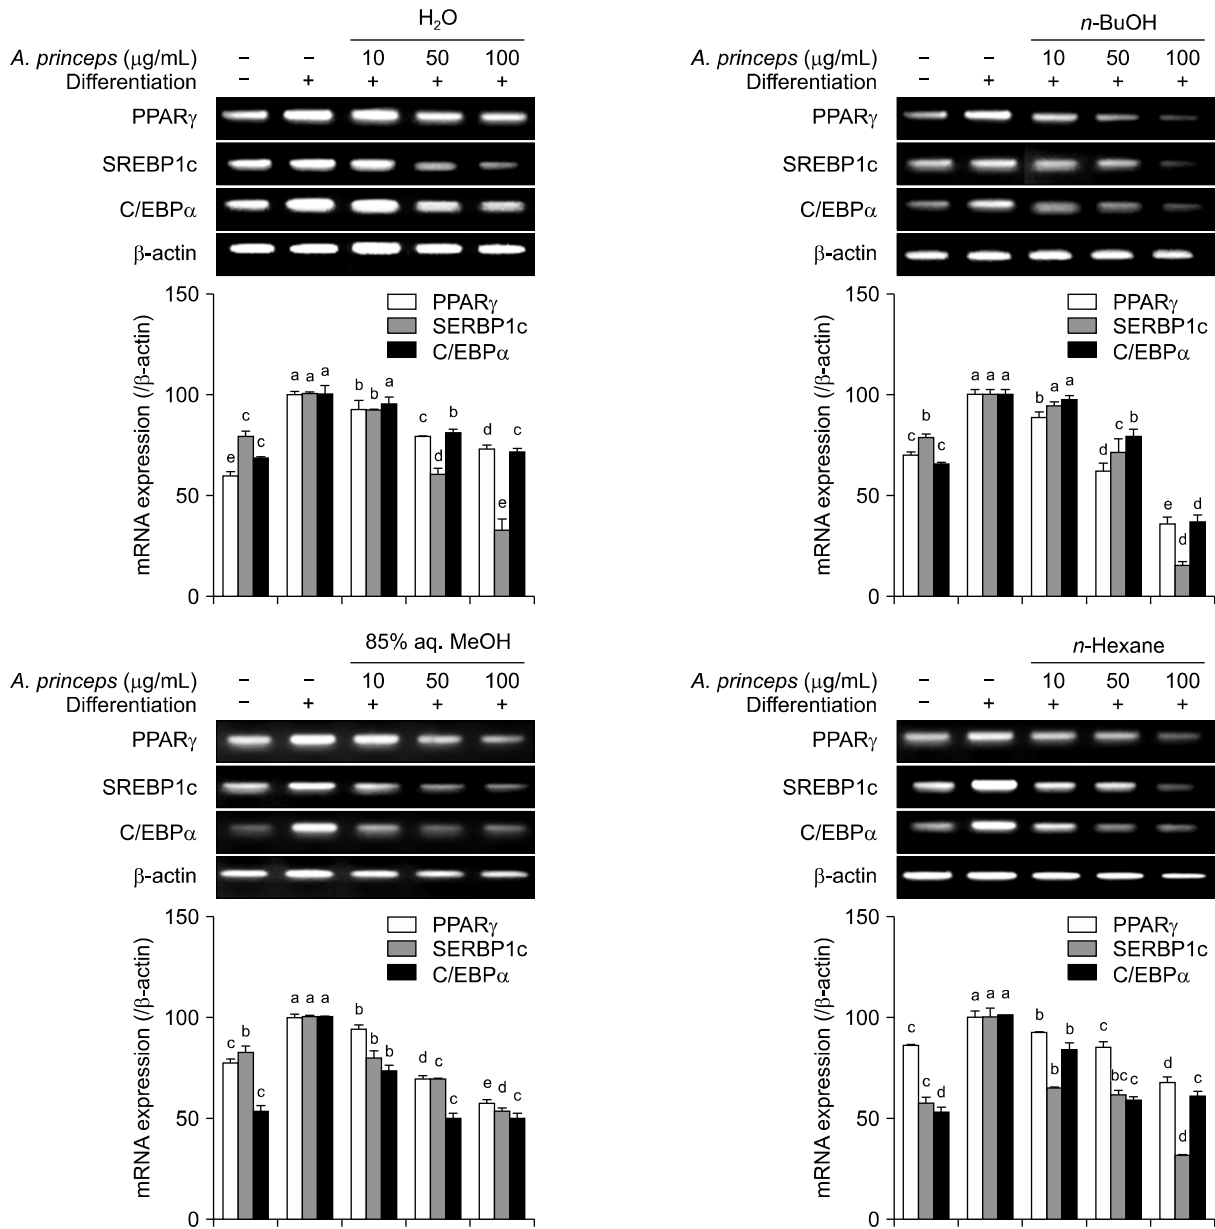 H₂O
A. princeps (μg/mL) – – 10 50 100
Differentiation – + + + +
PPARγ
SREBP1c
C/EBPα
β-actin
150
100
50
0
mRNA expression (/β-actin)
PPARγ
SERBP1c
C/EBPα
e c c
a a a
b b a
c d b
d e c
n-BuOH
A. princeps (μg/mL) – – 10 50 100
Differentiation – + + + +
PPARγ
SREBP1c
C/EBPα
β-actin
150
100
50
0
mRNA expression (/β-actin)
PPARγ
SERBP1c
C/EBPα
c b c
a a a
b a a
d c b
e d d
85% aq. MeOH
A. princeps (μg/mL) – – 10 50 100
Differentiation – + + + +
PPARγ
SREBP1c
C/EBPα
β-actin
150
100
50
0
mRNA expression (/β-actin)
PPARγ
SERBP1c
C/EBPα
c b c
a a a
b b b
d c c
e d c
n-Hexane
A. princeps (μg/mL) – – 10 50 100
Differentiation – + + + +
PPARγ
SREBP1c
C/EBPα
β-actin
150
100
50
0
mRNA expression (/β-actin)
PPARγ
SERBP1c
C/EBPα
c c d
a a a
b b b
c bc c
d d c